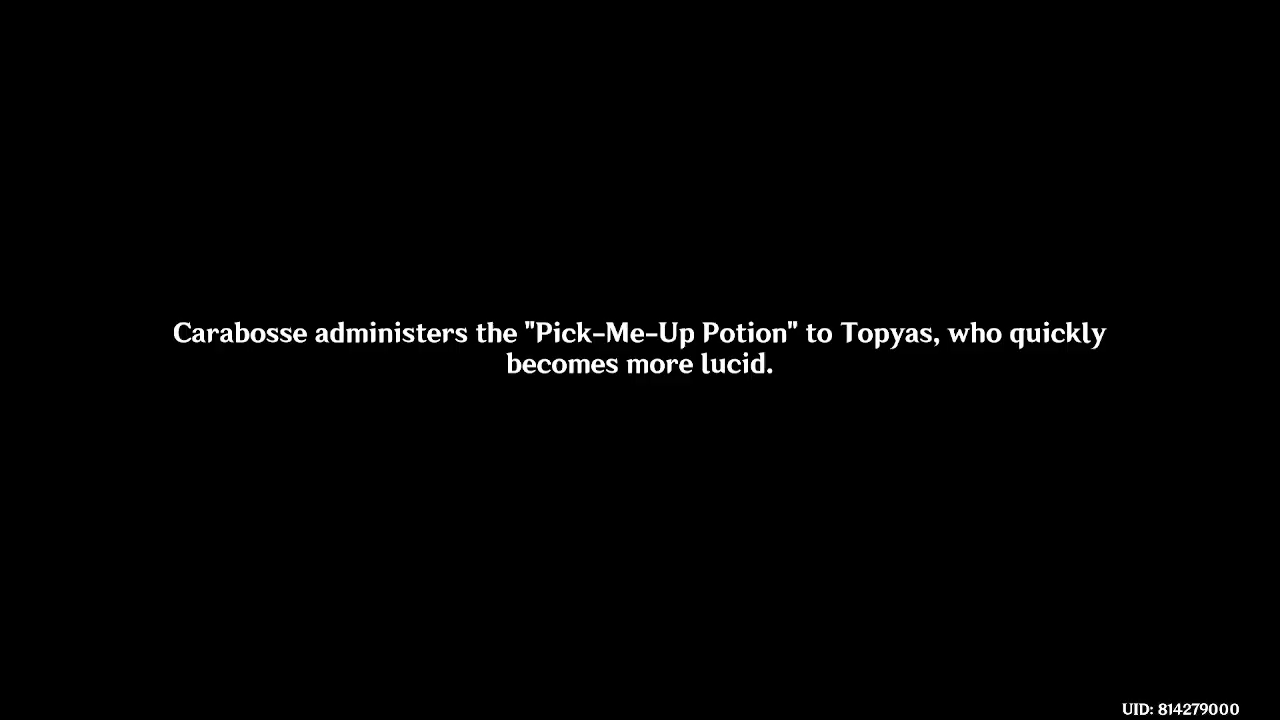 Carabosse administers the "Pick-Me-Up Potion" to Topyas, who quickly
becomes more lucid.
UID: 814279000